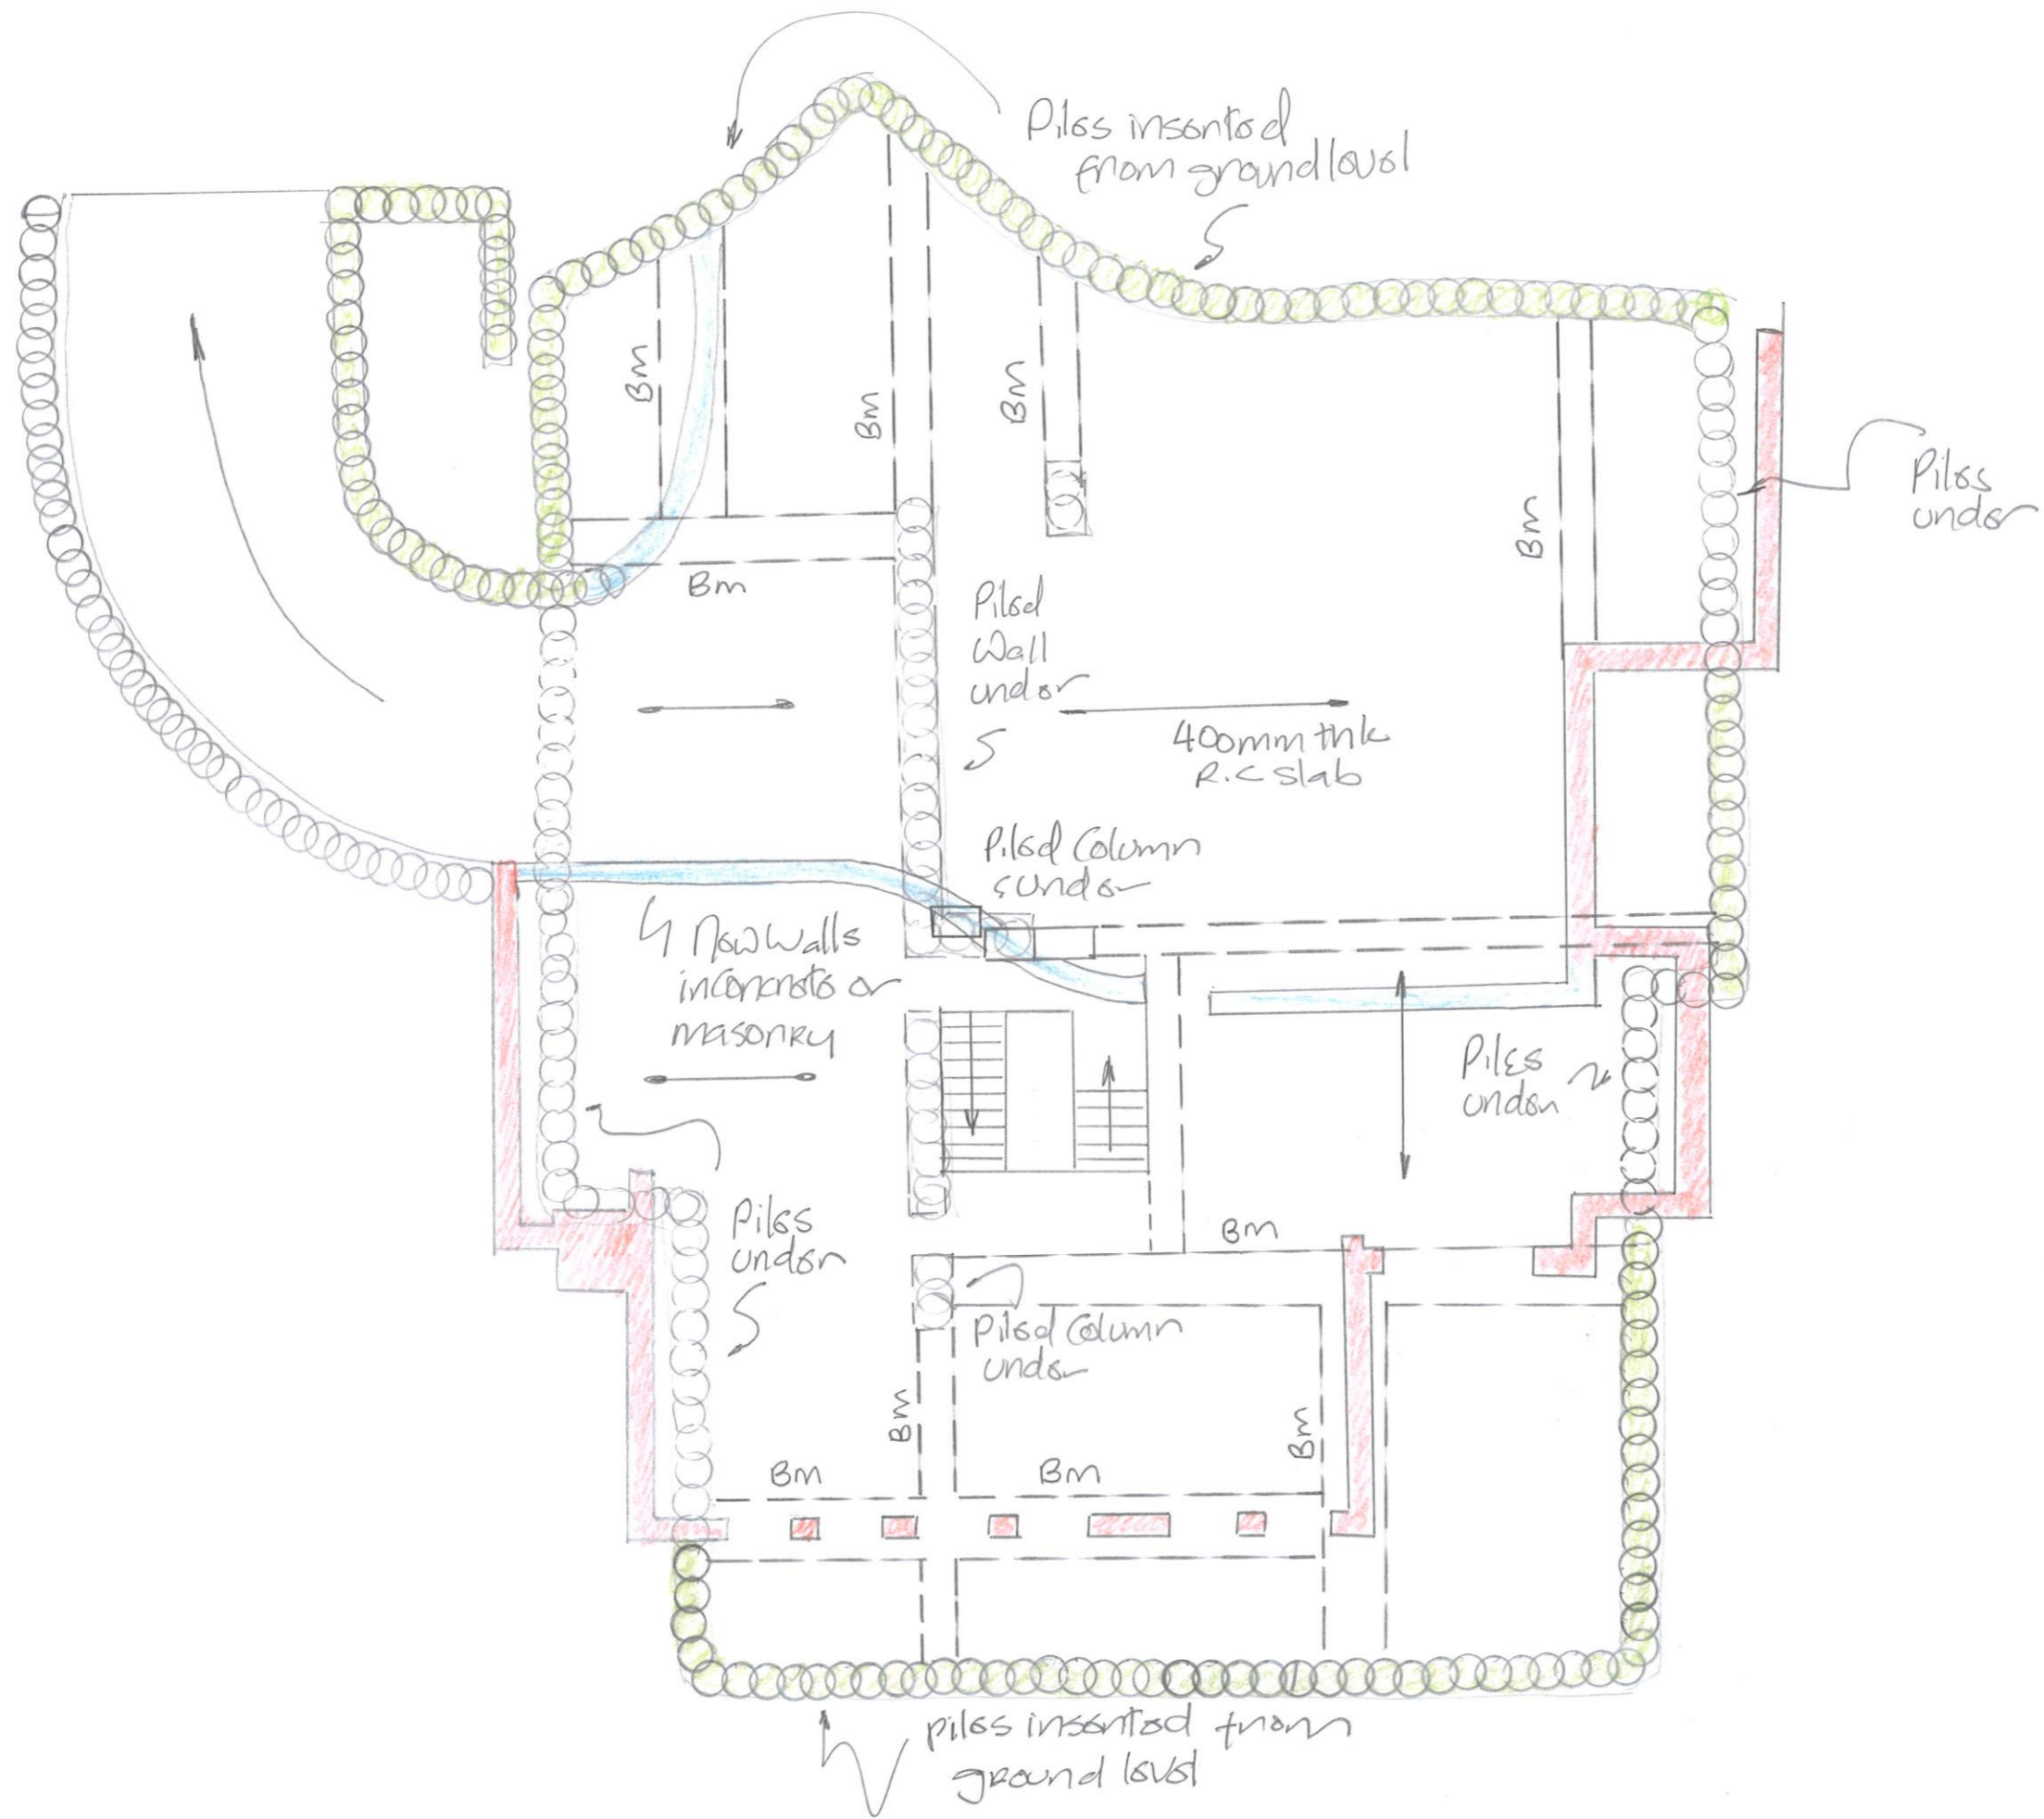 Piles inserted
from ground level
Bm
Bm
Bm
Bm
Piles
under
Bm
Piled
Wall
under
400mm thk
R.C slab
Piled Column
sunder
New walls
in concrete or
masonry
Piles
under
Piles
under
Bm
Piled Column
under
Bm
Bm
Bm
Bm
piles inserted from
ground level